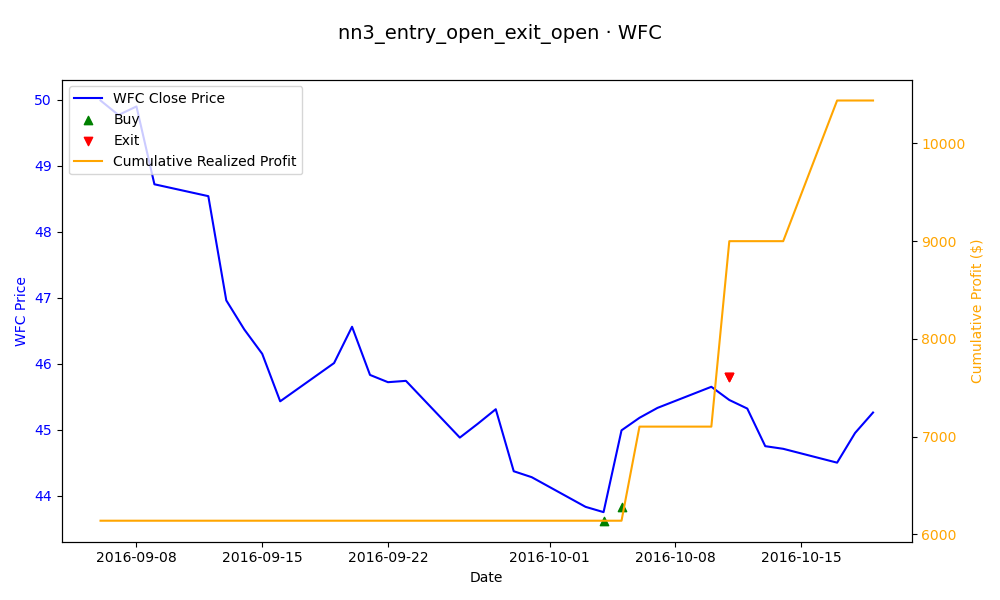 nn3_entry_open_exit_open · WFC
WFC Close Price
Buy
Exit
Cumulative Realized Profit
50
49
48
47
46
45
44
WFC Price
10000
9000
8000
7000
6000
Cumulative Profit ($)
2016-09-08
2016-09-15
2016-09-22
2016-10-01
2016-10-08
2016-10-15
Date